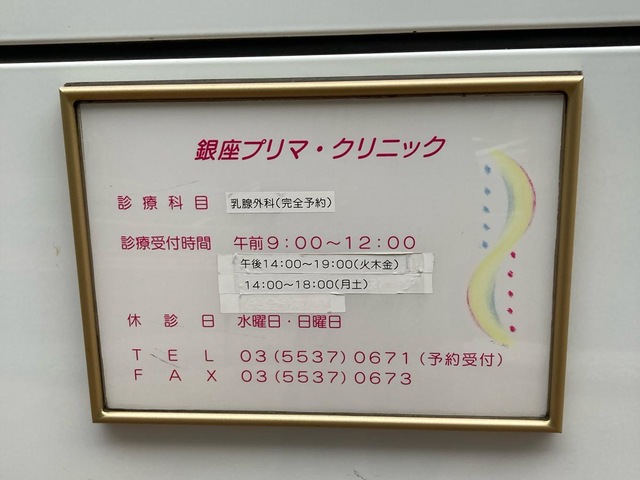 銀座プリマ・クリニック
診療科目 乳腺外科(完全予約)
診療受付時間 午前9:00〜12:00
午後14:00〜19:00(火木金)
14:00〜18:00(月土)
休診日 水曜日・日曜日
TEL 03(5537)0671(予約受付)
FAX 03(5537)0673